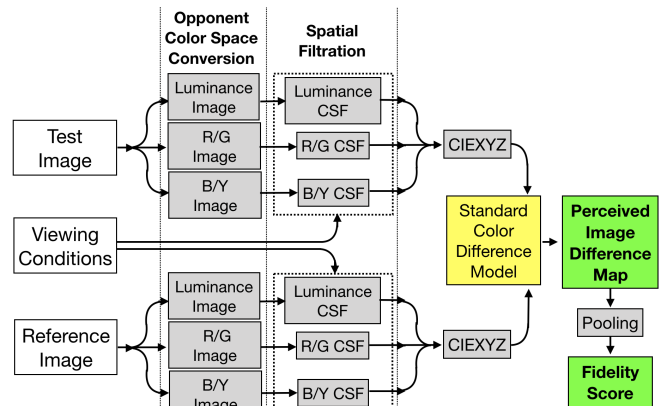 Opponent
Color Space
Conversion
Spatial
Filtration
Luminance
Image
Luminance
CSF
Test
Image
R/G
Image
R/G CSF
CIEXYZ
B/Y
Image
B/Y CSF
Viewing
Conditions
Standard
Color
Difference
Model
Perceived
Image
Difference
Map
Luminance
Image
Luminance
CSF
Reference
Image
R/G
Image
R/G CSF
CIEXYZ
Pooling
B/Y
Image
B/Y CSF
Fidelity
Score